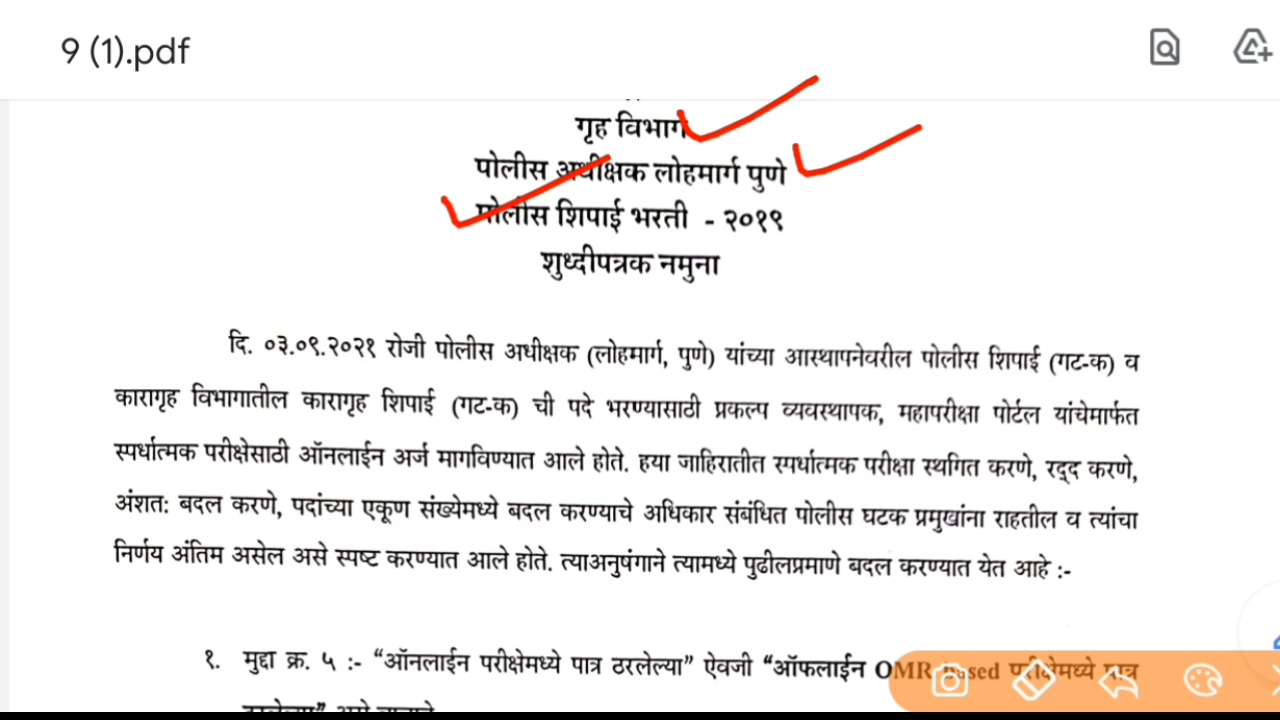 9 (1).pdf
गृह विभाग
पोलीस अधीक्षक लोहमार्ग पुणे
पोलीस शिपाई भरती - २०१९
शुध्दीपत्रक नमुना
दि. ०३.०९.२०२१ रोजी पोलीस अधीक्षक (लोहमार्ग, पुणे) यांच्या आस्थापनेवरील पोलीस शिपाई (गट-क) व
कारागृह विभागातील कारागृह शिपाई (गट-क) ची पदे भरण्यासाठी प्रकल्प व्यवस्थापक, महापरीक्षा पोर्टल यांचेमार्फत
स्पर्धात्मक परीक्षेसाठी ऑनलाईन अर्ज मागविण्यात आले होते. हया जाहिरातीत स्पर्धात्मक परीक्षा स्थगित करणे, रद्द करणे,
अंशत: बदल करणे, पदांच्या एकूण संख्येमध्ये बदल करण्याचे अधिकार संबंधित पोलीस घटक प्रमुखांना राहतील व त्यांचा
निर्णय अंतिम असेल असे स्पष्ट करण्यात आले होते. त्याअनुषंगाने त्यामध्ये पुढीलप्रमाणे बदल करण्यात येत आहे :-
१. मुद्दा क्र. ५ :- “ऑनलाईन परीक्षेमध्ये पात्र ठरलेल्या” ऐवजी “ऑफलाईन OMR based परीक्षेमध्ये पात्र